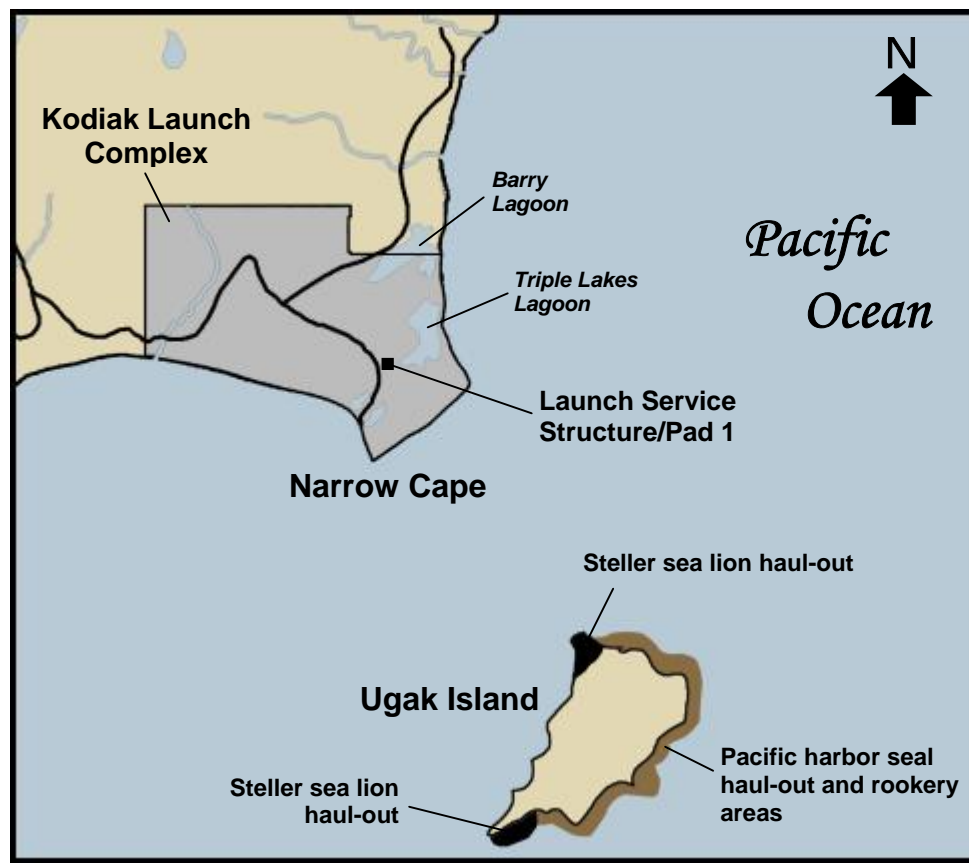 N
Kodiak Launch
Complex
Barry
Lagoon
Pacific
Ocean
Triple Lakes
Lagoon
Launch Service
Structure/Pad 1
Narrow Cape
Steller sea lion haul-out
Ugak Island
Pacific harbor seal
haul-out and rookery
areas
Steller sea lion
haul-out